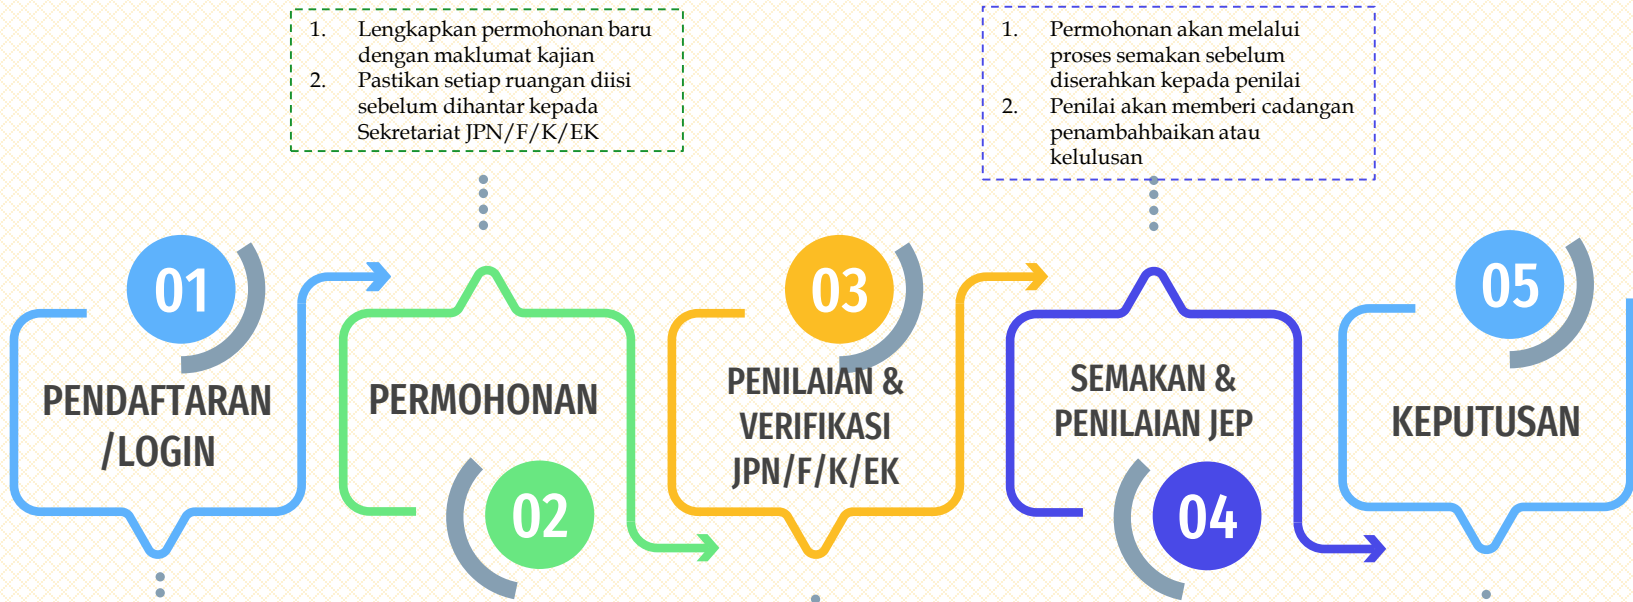 1. Lengkapkan permohonan baru
dengan maklumat kajian
2. Pastikan setiap ruangan diisi
sebelum dihantar kepada
Sekretariat JPN/F/K/EK
1. Permohonan akan melalui
proses semakan sebelum
diserahkan kepada penilai
2. Penilai akan memberi cadangan
penambahbaikan atau
kelulusan
01
PENDAFTARAN
/LOGIN
PERMOHONAN
02
03
PENILAIAN &
VERIFIKASI
JPN/F/K/EK
SEMAKAN &
PENILAIAN JEP
04
05
KEPUTUSAN